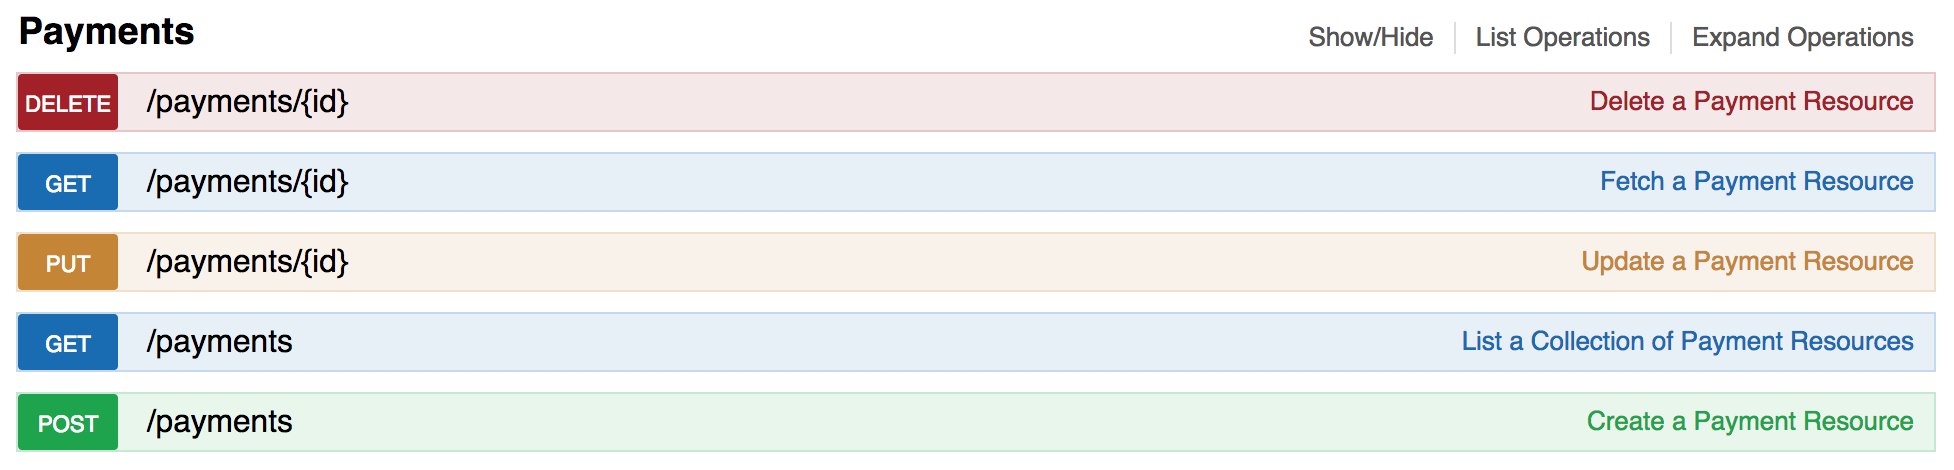 Payments Show/Hide List Operations Expand Operations
DELETE /payments/{id} Delete a Payment Resource
GET /payments/{id} Fetch a Payment Resource
PUT /payments/{id} Update a Payment Resource
GET /payments List a Collection of Payment Resources
POST /payments Create a Payment Resource